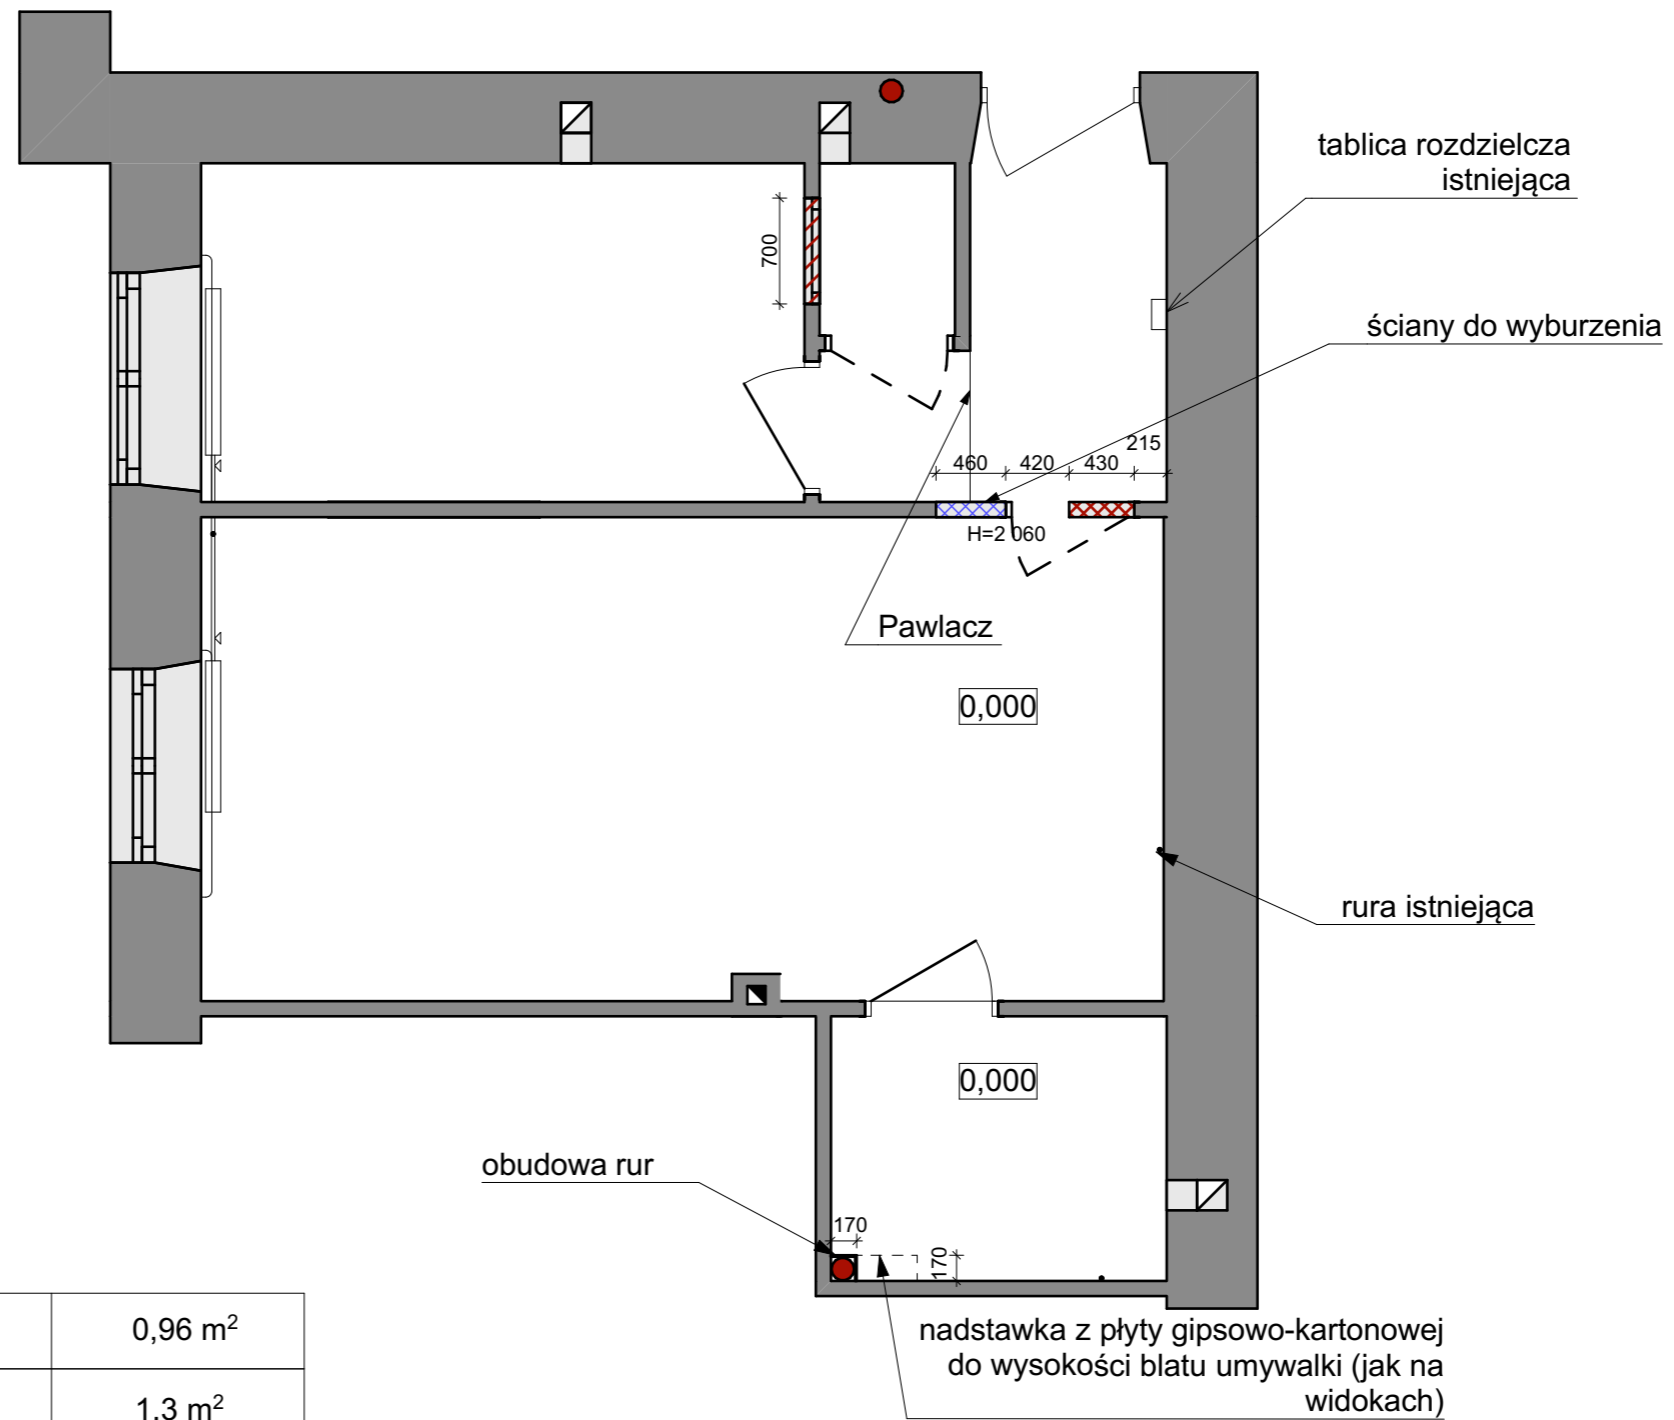 tablica rozdzielcza
istniejąca
700
ściany do wyburzenia
215
460
420
430
H=2 060
Pawlacz
0,000
rura istniejąca
0,000
obudowa rur
170
170
0,96 m²
nadstawka z płyty gipsowo-kartonowej
do wysokości blatu umywalki (jak na
widokach)
1,3 m²